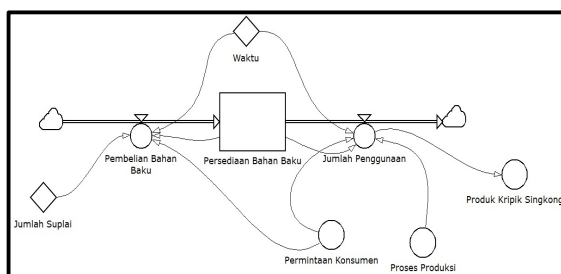 Waktu
Pembelian Bahan
Baku
Persediaan Bahan Baku
Jumlah Penggunaan
Produk Kripik Singkong
Jumlah Suplai
Permintaan Konsumen
Proses Produksi